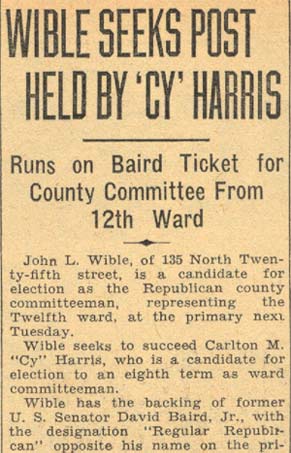 WIBLE SEEKS POST
HELD BY 'CY' HARRIS
Runs on Baird Ticket for
County Committee From
12th Ward
John L. Wible, of 135 North Twen-
ty-fifth street, is a candidate for
election as the Republican county
committeeman, representing the
Twelfth ward, at the primary next
Tuesday.
Wible seeks to succeed Carlton M.
"Cy" Harris, who is a candidate for
election to an eighth term as ward
committeeman.
Wible has the backing of former
U. S. Senator David Baird, Jr., with
the designation "Regular Republi-
can" opposite his name on the pri-